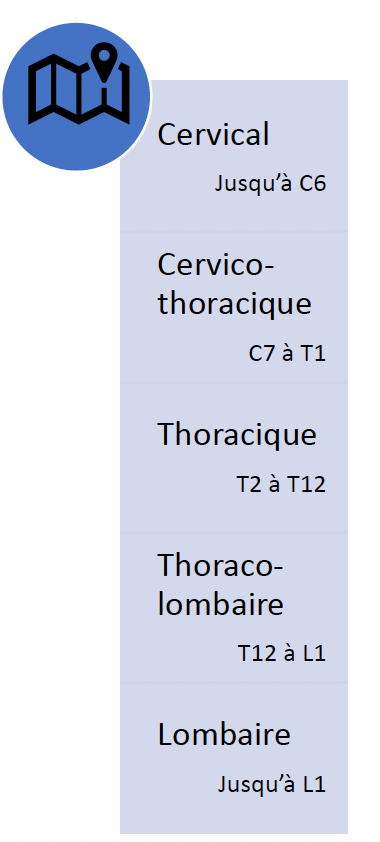 Cervical
Jusqu’à C6
Cervico-
thoracique
C7 à T1
Thoracique
T2 à T12
Thoraco-
lombaire
T12 à L1
Lombaire
Jusqu’à L1